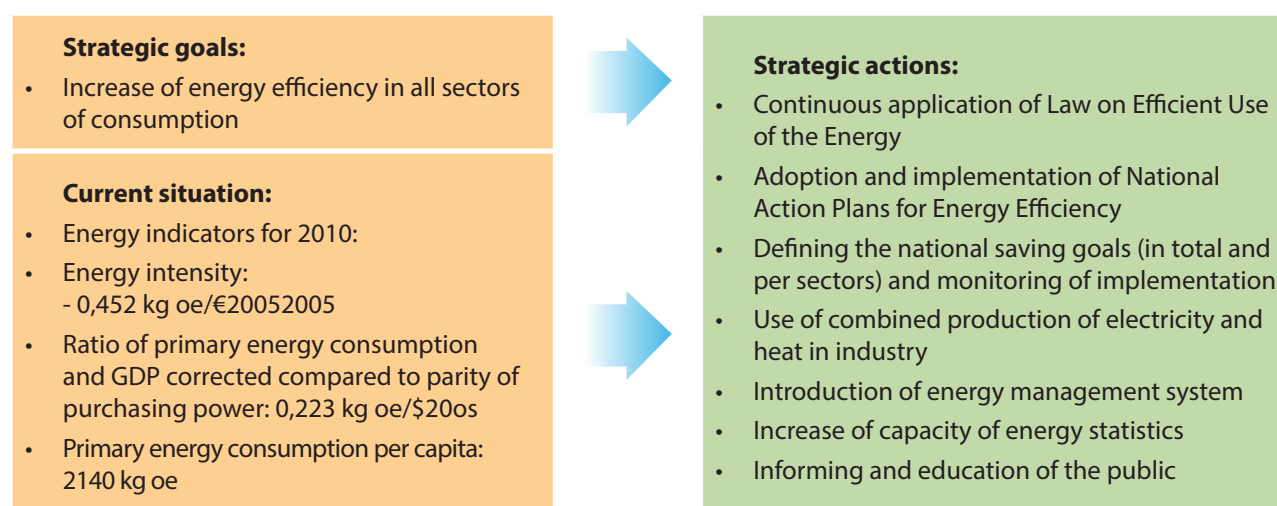 Strategic goals:
• Increase of energy efficiency in all sectors
of consumption
Current situation:
• Energy indicators for 2010:
• Energy intensity:
- 0,452 kg oe/€20052005
• Ratio of primary energy consumption
and GDP corrected compared to parity of
purchasing power: 0,223 kg oe/$20os
• Primary energy consumption per capita:
2140 kg oe
Strategic actions:
• Continuous application of Law on Efficient Use
of the Energy
• Adoption and implementation of National
Action Plans for Energy Efficiency
• Defining the national saving goals (in total and
per sectors) and monitoring of implementation
• Use of combined production of electricity and
heat in industry
• Introduction of energy management system
• Increase of capacity of energy statistics
• Informing and education of the public